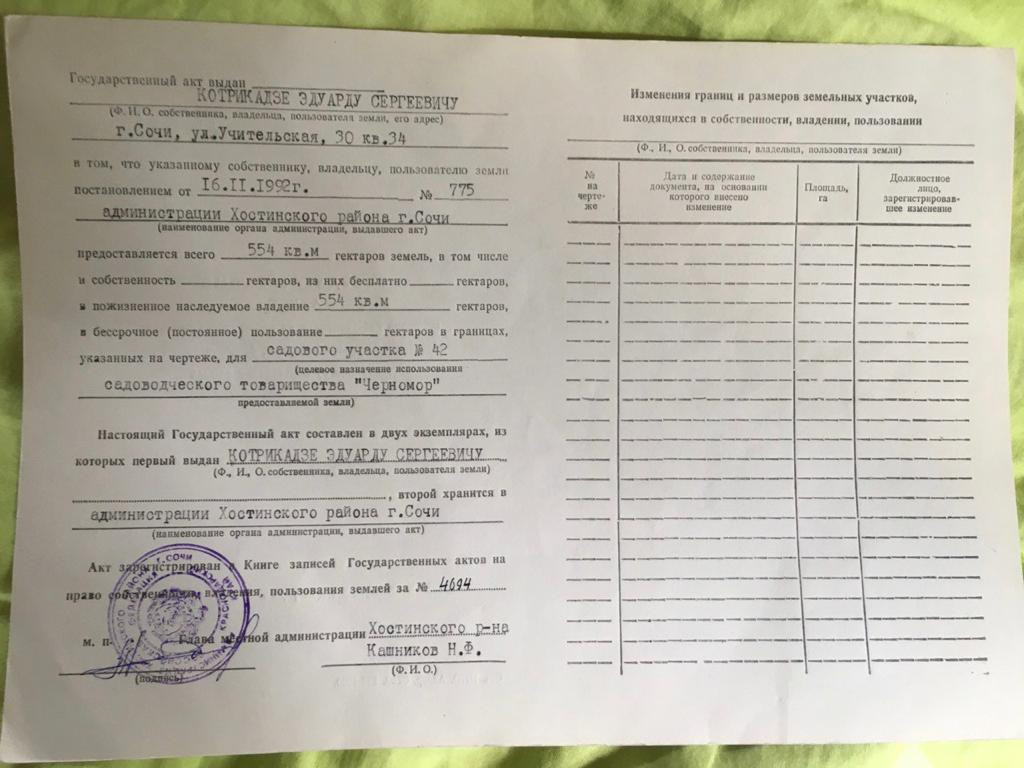 Государственный акт выдан
КОТРИКАДЗЕ ЭДУАРДУ СЕРГЕЕВИЧУ
(Ф. И. О. собственника, владельца, пользователя земли, его адрес)
г.Сочи, ул.Учительская, 30 кв.34
в том, что указанному собственнику, владельцу, пользователю земли
постановлением от 16.II.1992г. № 775
администрации Хостинского района г.Сочи
(наименование органа администрации, выдавшего акт)
предоставляется всего 554 кв.м гектаров земель, в том числе
и собственность гектаров, из них бесплатно гектаров,
в пожизненное наследуемое владение 554 кв.м гектаров,
в бессрочное (постоянное) пользование гектаров в границах,
указанных на чертеже, для садового участка № 42
(целевое назначение использования
садоводческого товарищества "Черномор"
предоставляемой земли)
Настоящий Государственный акт составлен в двух экземплярах, из
которых первый выдан КОТРИКАДЗЕ ЭДУАРДУ СЕРГЕЕВИЧУ
(Ф., И., О. собственника, владельца, пользователя земли)
, второй хранится в
администрации Хостинского района г.Сочи
(наименование органа администрации, выдавшего акт)
Акт зарегистрирован в Книге записей Государственных актов на
право собственности, владения, пользования землей за № 4694
м. п. Глава местной администрации Хостинского р-на
Кашников Н.Ф.
(подпись) (Ф. И. О.)
Изменения границ и размеров земельных участков,
находящихся в собственности, владении, пользовании
(Ф., И., О. собственника, владельца, пользователя земли)
№
на
черте-
же
Дата и содержание
документа, на основании
которого внесено
изменение
Площадь,
га
Должностное
лицо,
зарегистрировав-
шее изменение